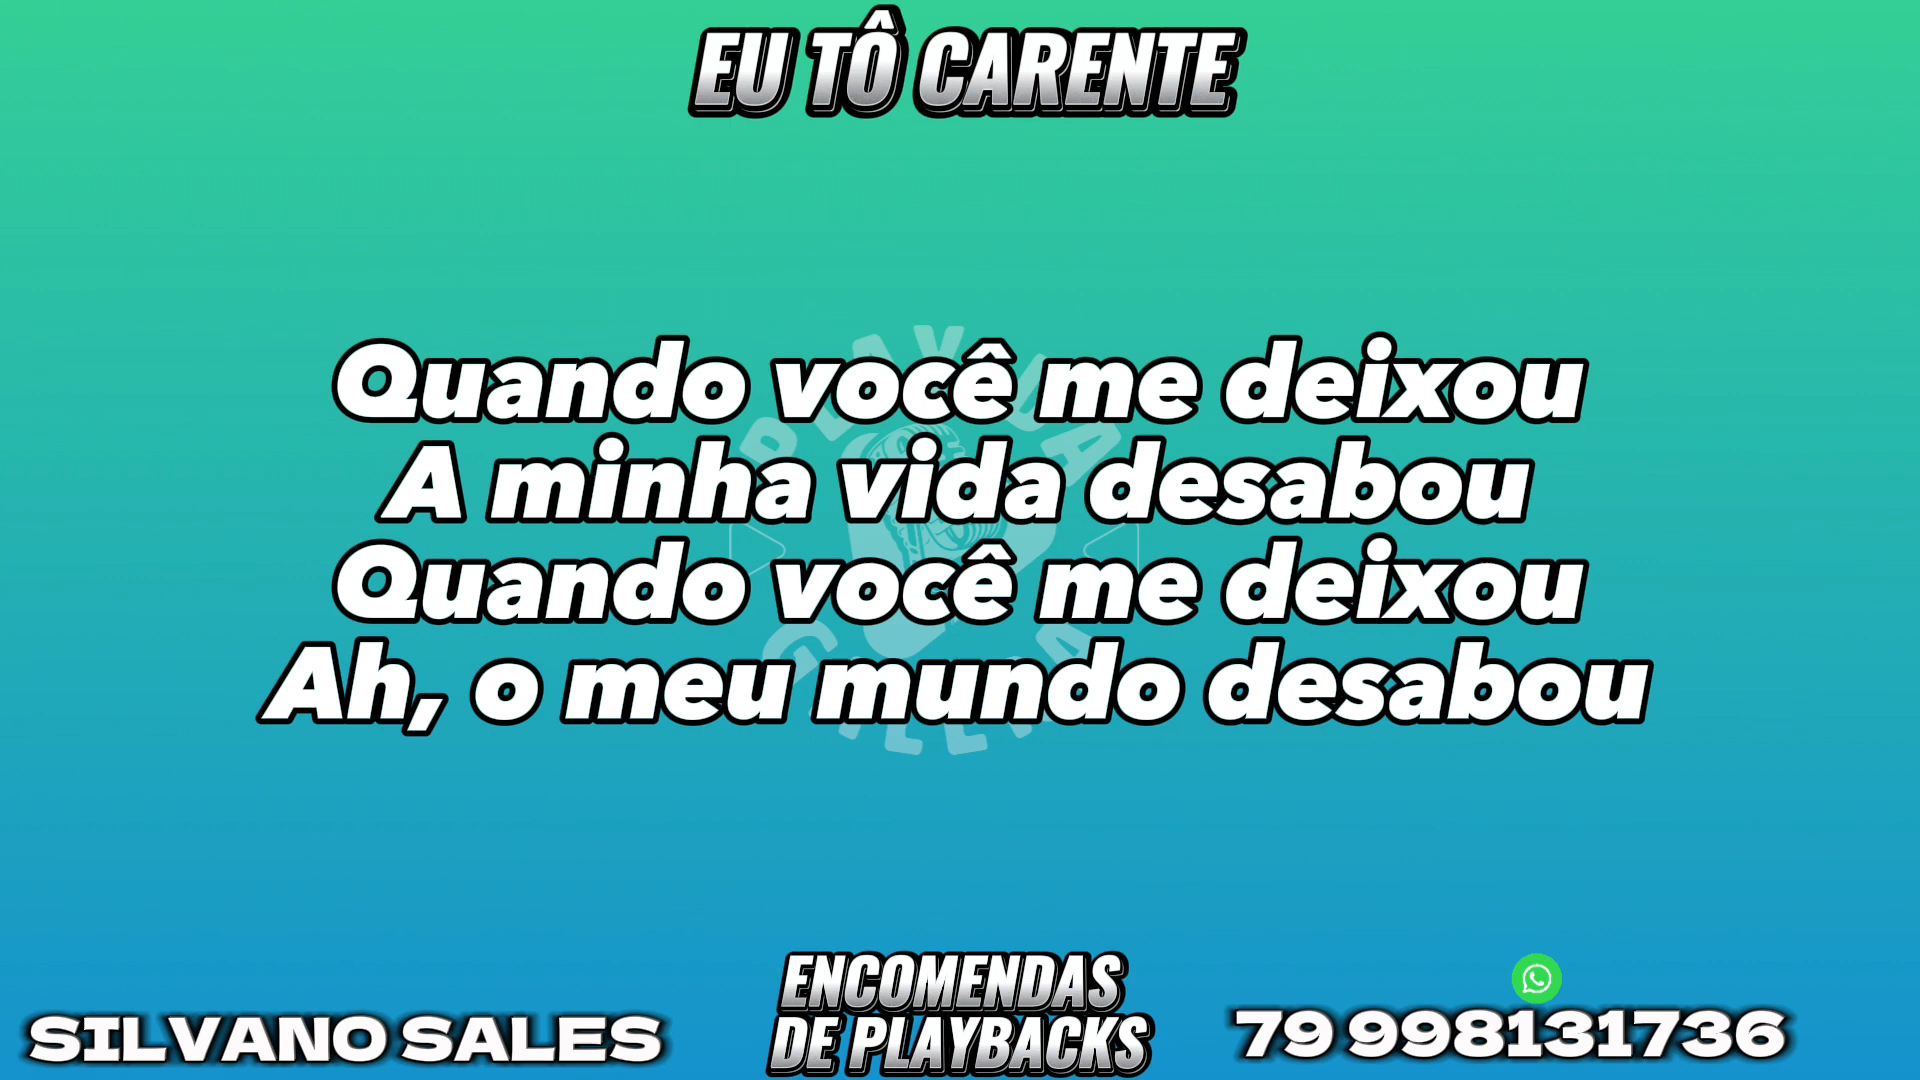 EU TÔ CARENTE
Quando você me deixou
A minha vida desabou
Quando você me deixou
Ah, o meu mundo desabou
SILVANO SALES
ENCOMENDAS
DE PLAYBACKS
79 998131736